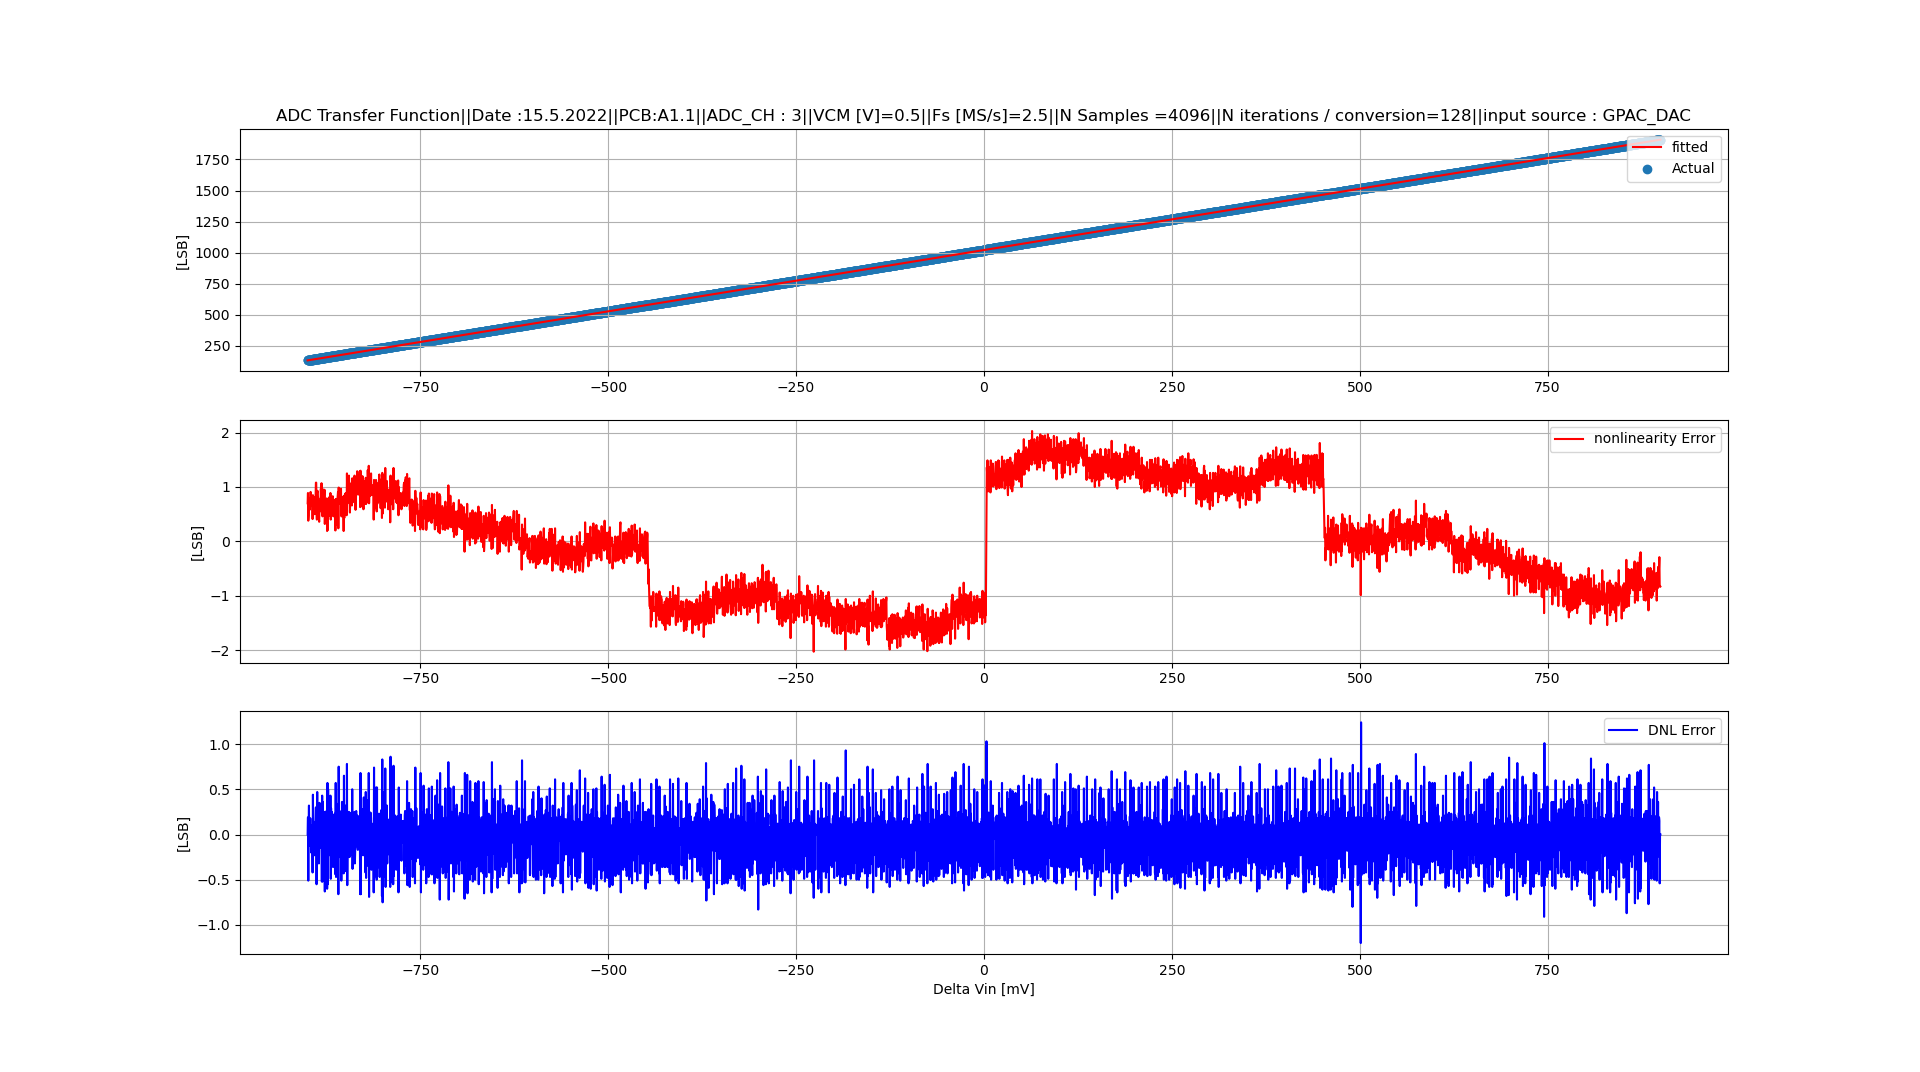 ADC Transfer Function||Date :15.5.2022||PCB:A1.1||ADC_CH : 3||VCM [V]=0.5||Fs [MS/s]=2.5||N Samples =4096||N iterations / conversion=128||input source : GPAC_DAC
fitted
Actual
[LSB]
1750
1500
1250
1000
750
500
250
−750 −500 −250 0 250 500 750
nonlinearity Error
[LSB]
2
1
0
−1
−2
−750 −500 −250 0 250 500 750
DNL Error
[LSB]
1.0
0.5
0.0
−0.5
−1.0
−750 −500 −250 0 250 500 750
Delta Vin [mV]